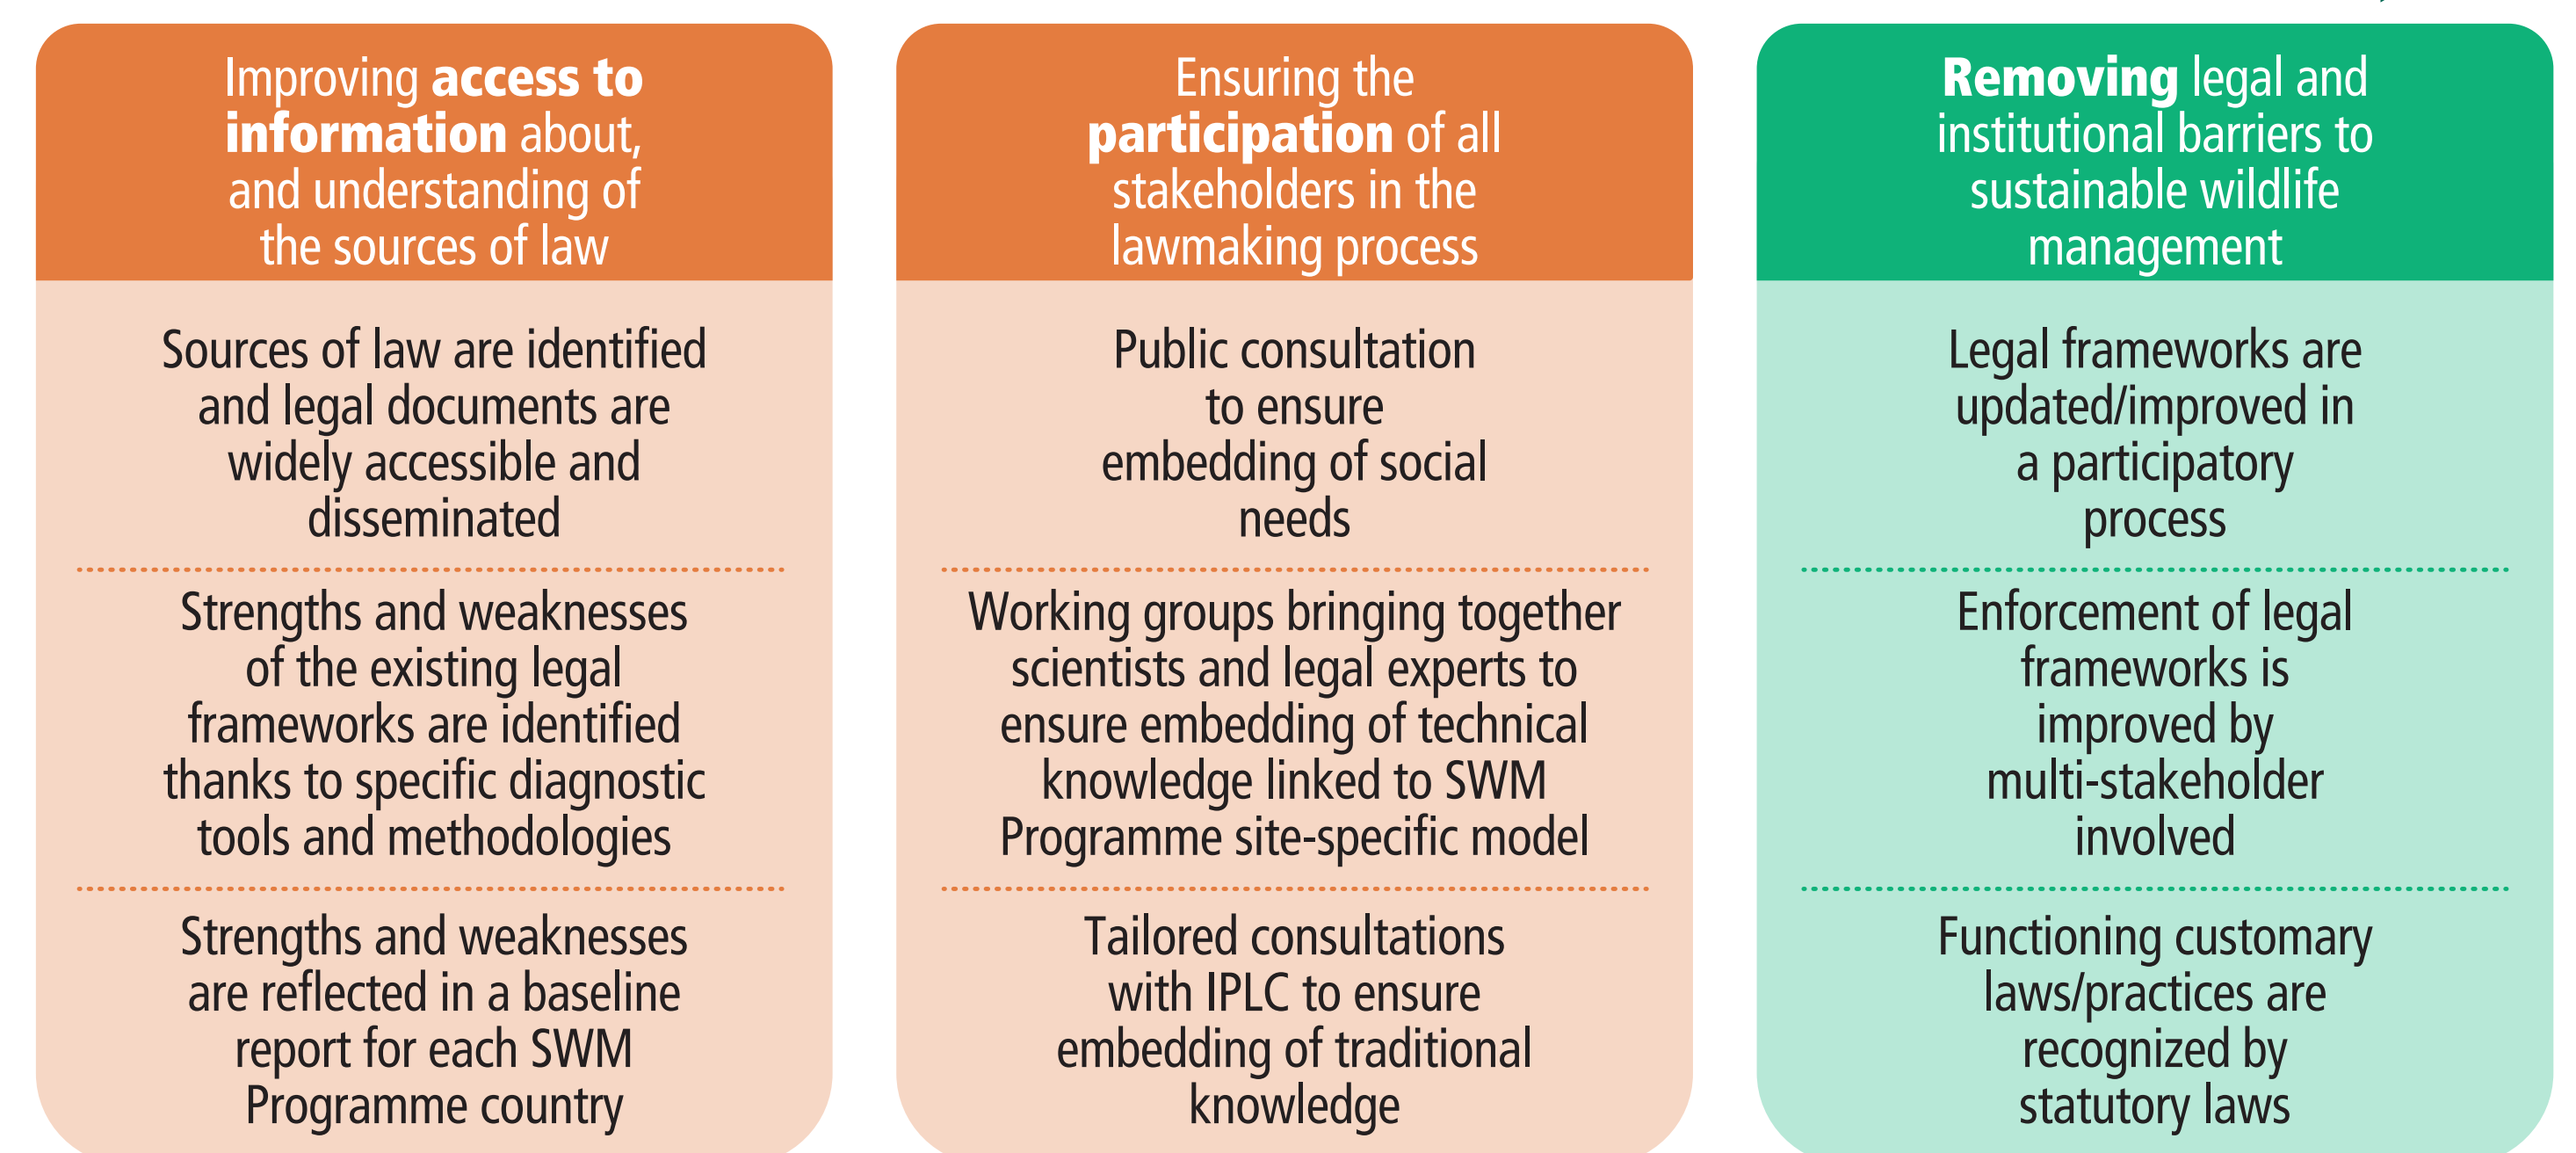 Improving access to
information about,
and understanding of
the sources of law
Sources of law are identified
and legal documents are
widely accessible and
disseminated
Strengths and weaknesses
of the existing legal
frameworks are identified
thanks to specific diagnostic
tools and methodologies
Strengths and weaknesses
are reflected in a baseline
report for each SWM
Programme country
Ensuring the
participation of all
stakeholders in the
lawmaking process
Public consultation
to ensure
embedding of social
needs
Working groups bringing together
scientists and legal experts to
ensure embedding of technical
knowledge linked to SWM
Programme site-specific model
Tailored consultations
with IPLC to ensure
embedding of traditional
knowledge
Removing legal and
institutional barriers to
sustainable wildlife
management
Legal frameworks are
updated/improved in
a participatory
process
Enforcement of legal
frameworks is
improved by
multi-stakeholder
involved
Functioning customary
laws/practices are
recognized by
statutory laws